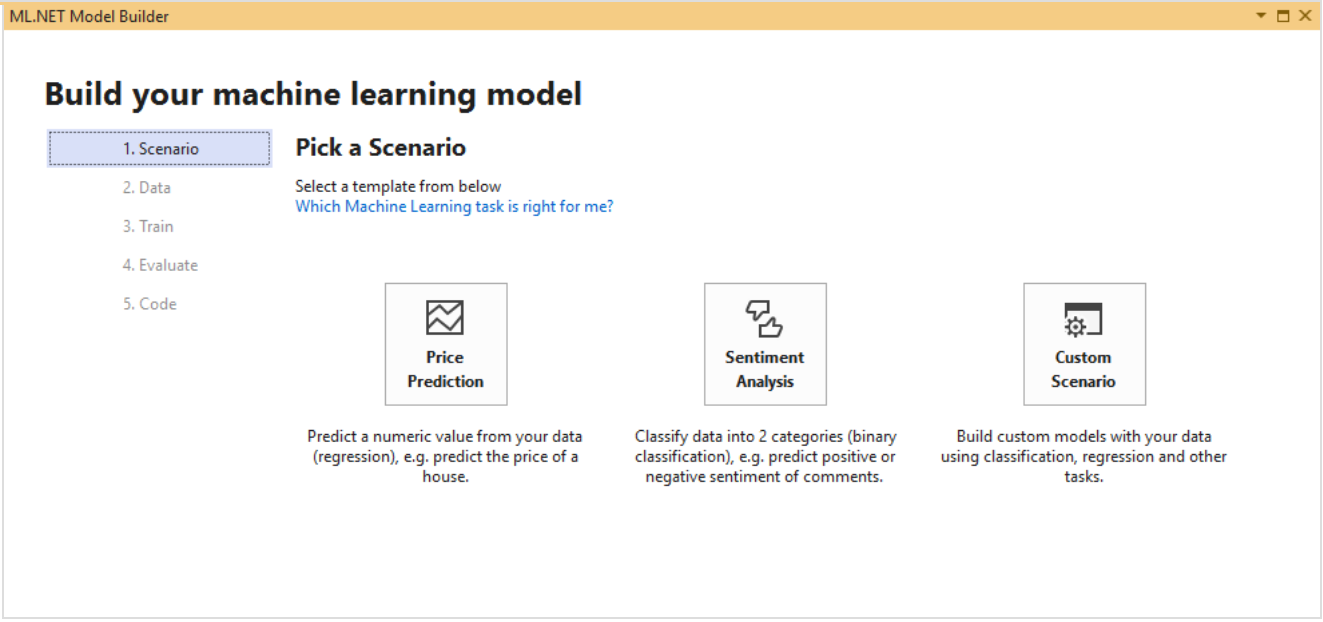 ML.NET Model Builder
Build your machine learning model
1. Scenario
2. Data
3. Train
4. Evaluate
5. Code
Pick a Scenario
Select a template from below
Which Machine Learning task is right for me?
Price
Prediction
Predict a numeric value from your data
(regression), e.g. predict the price of a
house.
Sentiment
Analysis
Classify data into 2 categories (binary
classification), e.g. predict positive or
negative sentiment of comments.
Custom
Scenario
Build custom models with your data
using classification, regression and other
tasks.